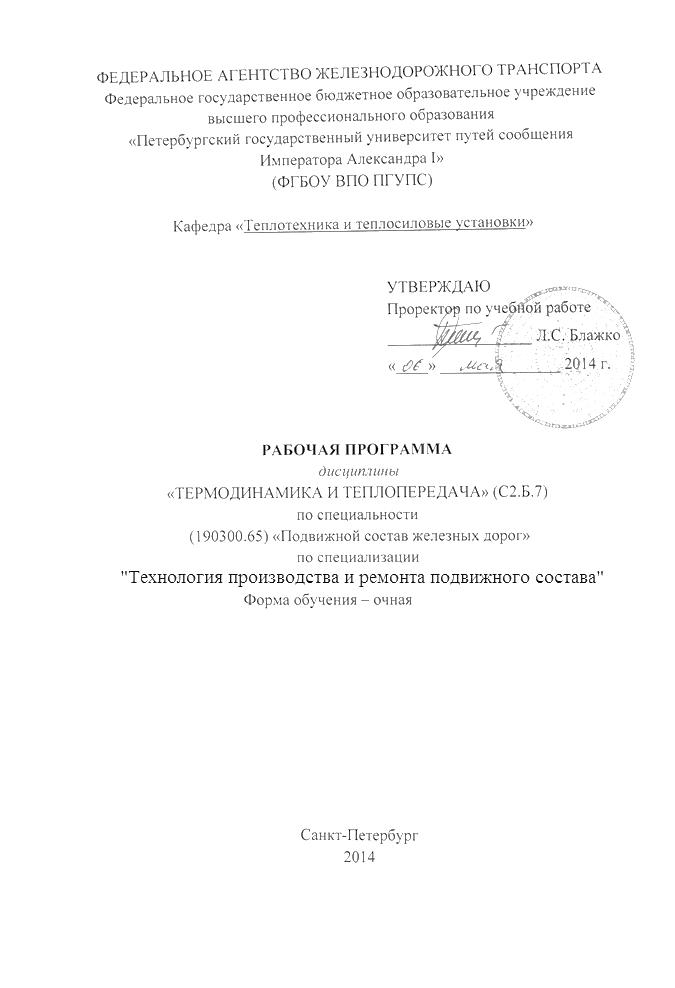 ФЕДЕРАЛЬНОЕ АГЕНТСТВО ЖЕЛЕЗНОДОРОЖНОГО ТРАНСПОРТА
Федеральное государственное бюджетное образовательное учреждение
высшего профессионального образования
«Петербургский государственный университет путей сообщения
Императора Александра I»
(ФГБОУ ВПО ПГУПС)
Кафедра «Теплотехника и теплосиловые установки»
УТВЕРЖДАЮ
Проректор по учебной работе
Л.С. Блажко
«06» мая 2014 г.
РАБОЧАЯ ПРОГРАММА
дисциплины
«ТЕРМОДИНАМИКА И ТЕПЛОПЕРЕДАЧА» (С2.Б.7)
по специальности
(190300.65) «Подвижной состав железных дорог»
по специализации
"Технология производства и ремонта подвижного состава"
Форма обучения – очная
Санкт-Петербург
2014